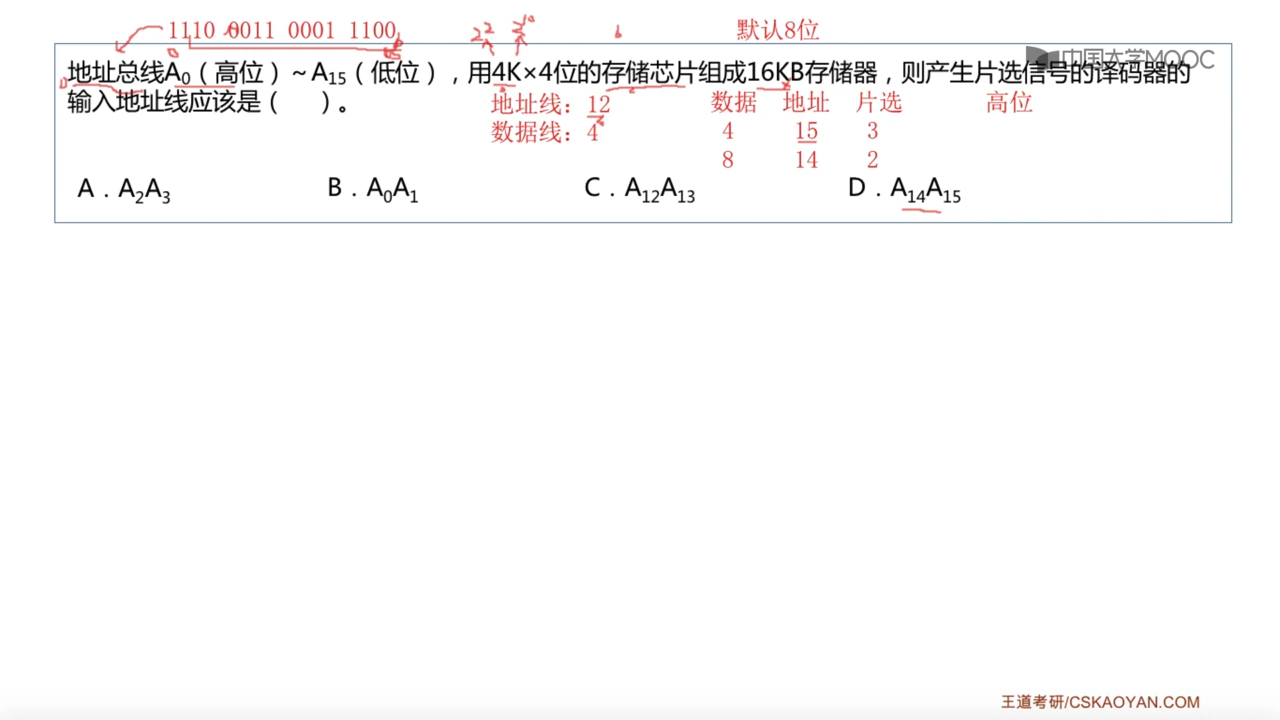 1110 0011 0001 1100
默认8位
中国大学MOOC
地址总线A₀（高位）~A₁₅（低位），用4K×4位的存储芯片组成16KB存储器，则产生片选信号的译码器的
输入地址线应该是（　　）。
地址线：12
数据线：4
数据 地址 片选 高位
4 15 3
8 14 2
A．A₂A₃ B．A₀A₁ C．A₁₂A₁₃ D．A₁₄A₁₅
王道考研/CSKAOYAN.COM